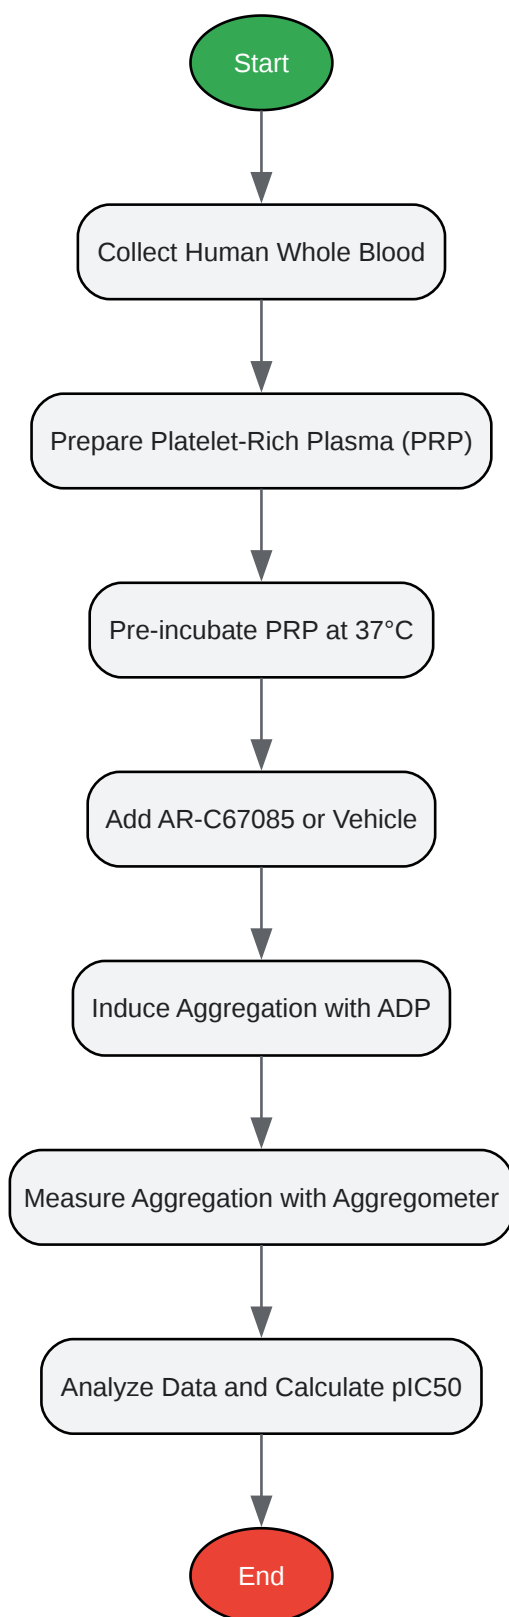 Start
Collect Human Whole Blood
Prepare Platelet-Rich Plasma (PRP)
Pre-incubate PRP at 37°C
Add AR-C67085 or Vehicle
Induce Aggregation with ADP
Measure Aggregation with Aggregometer
Analyze Data and Calculate pIC50
End